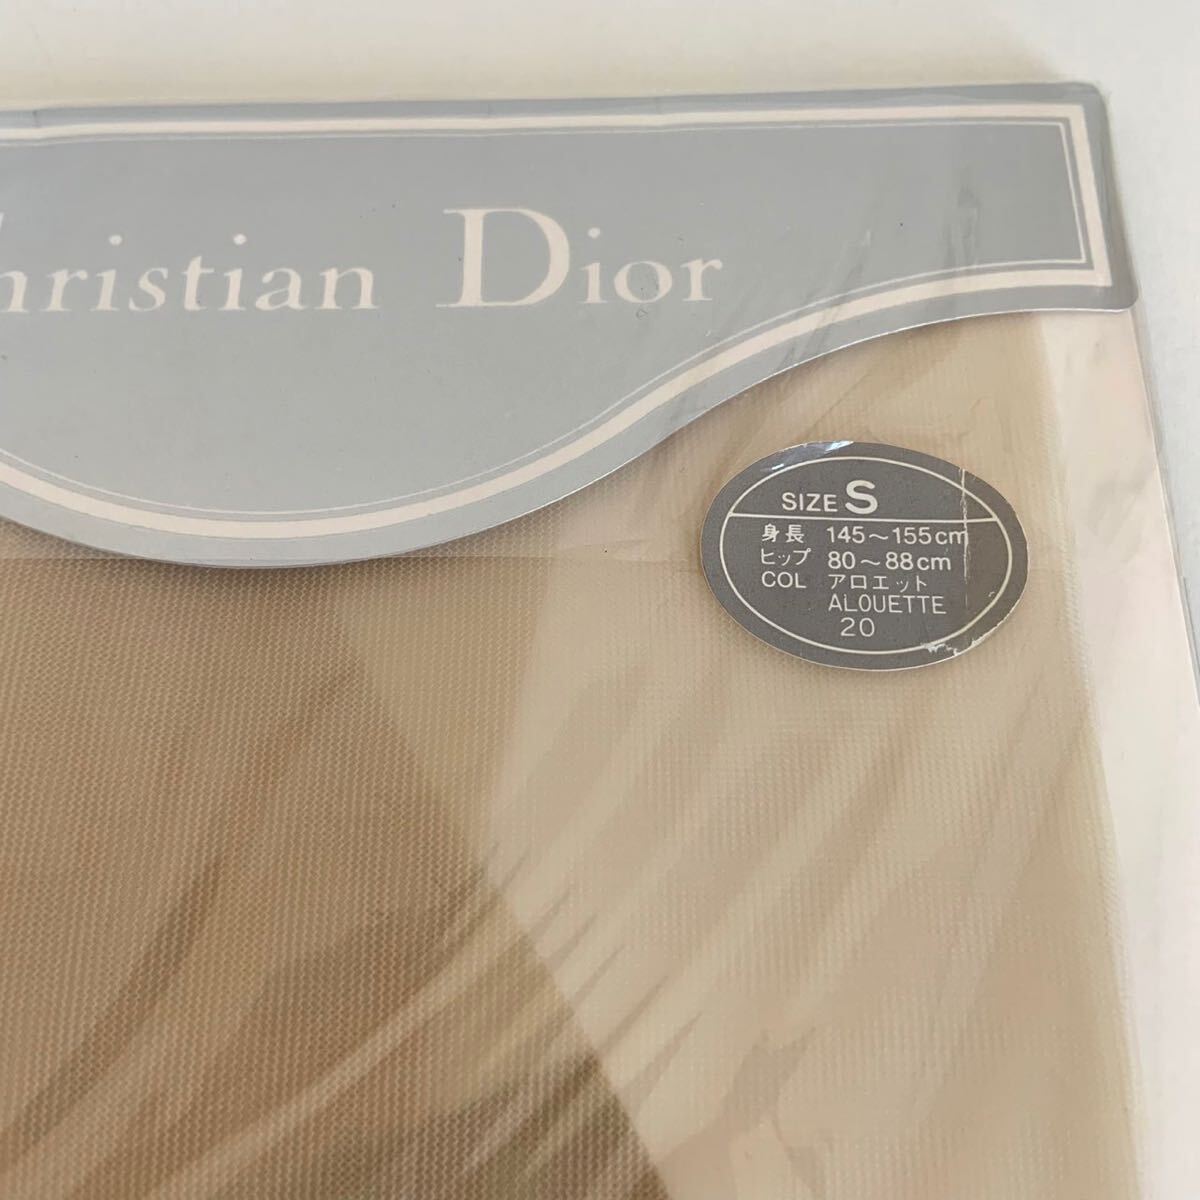 Christian Dior
SIZE S
身長 145～155cm
ヒップ 80～88cm
COL アロエット
ALOUETTE
20